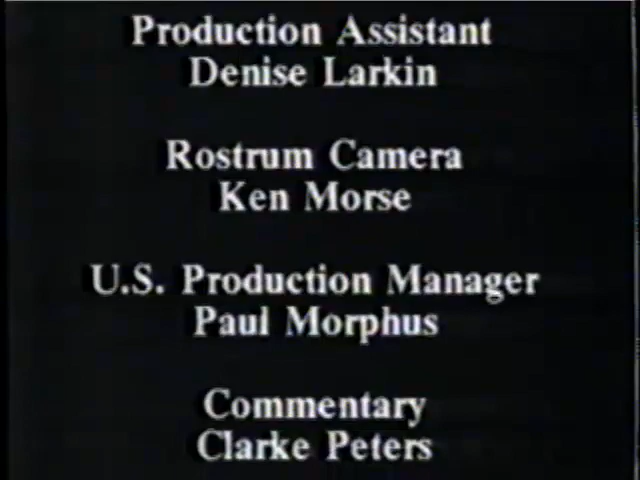 Production Assistant
Denise Larkin
Rostrum Camera
Ken Morse
U.S. Production Manager
Paul Morphus
Commentary
Clarke Peters